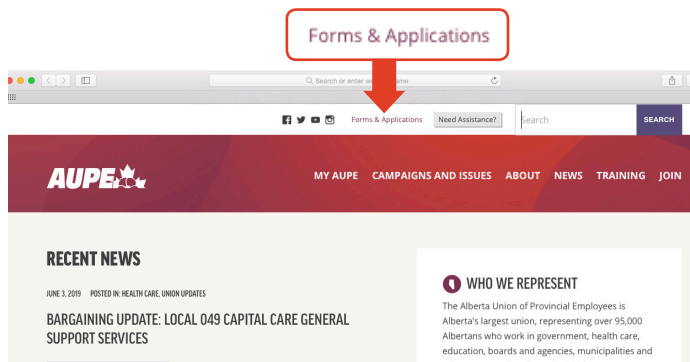 Forms & Applications
Search or enter we
ame
Forms & Applications
Need Assistance?
Search
SEARCH
AUPE
MY AUPE CAMPAIGNS AND ISSUES ABOUT NEWS TRAINING JOIN
RECENT NEWS
JUNE 3, 2019 POSTED IN: HEALTH CARE, UNION UPDATES
BARGAINING UPDATE: LOCAL 049 CAPITAL CARE GENERAL
SUPPORT SERVICES
WHO WE REPRESENT
The Alberta Union of Provincial Employees is
Alberta's largest union, representing over 95,000
Albertans who work in government, health care,
education, boards and agencies, municipalities and